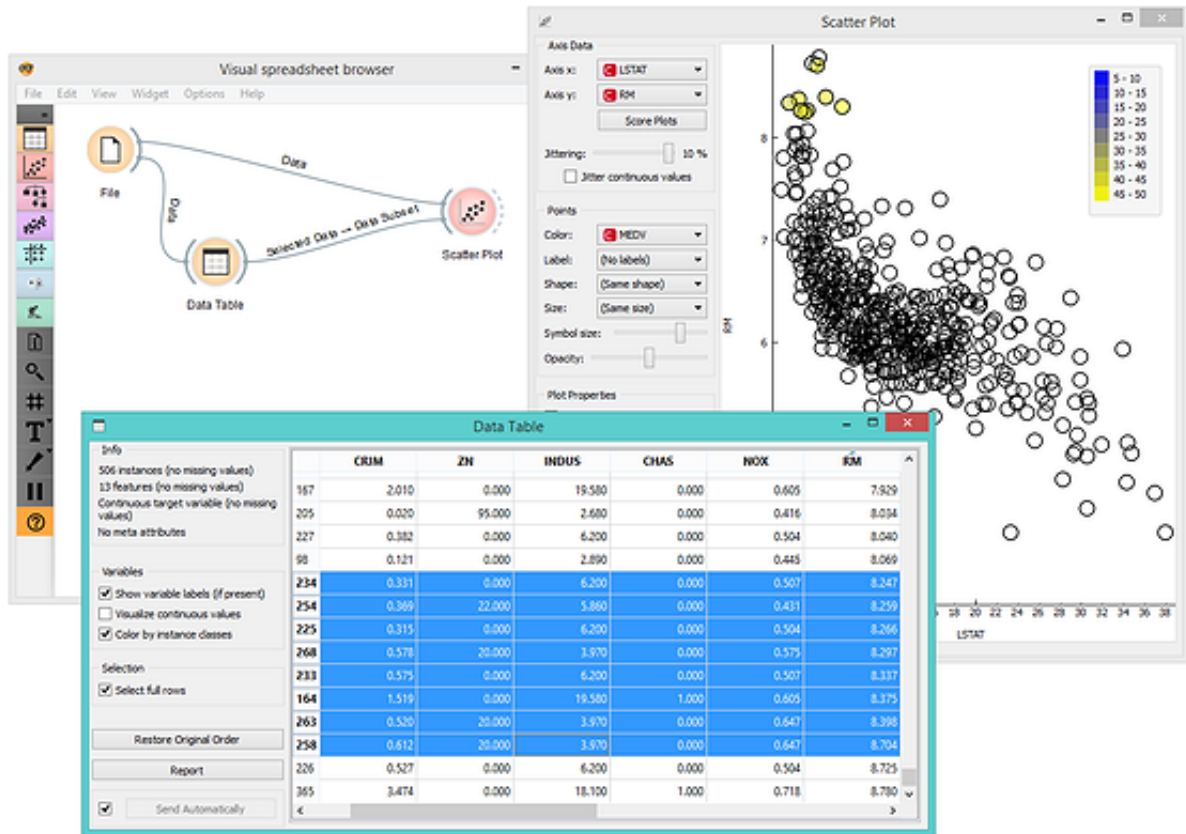 Visual spreadsheet browser
File Edit View Widget Options Help
File
Data
Data
Data Table
Selected Data → Data Subset
Scatter Plot
Scatter Plot
Axis Data
Axis x: LSTAT
Axis y: RM
Score Plots
Jittering: 10 %
Jitter continuous values
Points
Color: MEDV
Label: (No labels)
Shape: (Same shape)
Size: (Same size)
Symbol size:
Opacity:
Plot Properties
8
7
6
RM
5 - 10
10 - 15
15 - 20
20 - 25
25 - 30
30 - 35
35 - 40
40 - 45
45 - 50
18 20 22 24 26 28 30 32 34 36 38
LSTAT
Data Table
Info
506 instances (no missing values)
13 features (no missing values)
Continuous target variable (no missing
values)
No meta attributes
Variables
Show variable labels (if present)
Visualize continuous values
Color by instance classes
Selection
Select full rows
Restore Original Order
Report
Send Automatically
CRIM ZN INDUS CHAS NOX RM
167 2.010 0.000 19.580 0.000 0.605 7.929
205 0.020 95.000 2.680 0.000 0.416 8.034
227 0.382 0.000 6.200 0.000 0.504 8.040
98 0.121 0.000 2.890 0.000 0.445 8.069
234 0.331 0.000 6.200 0.000 0.507 8.247
254 0.369 22.000 5.860 0.000 0.431 8.259
225 0.315 0.000 6.200 0.000 0.504 8.266
268 0.578 20.000 3.970 0.000 0.575 8.297
233 0.575 0.000 6.200 0.000 0.507 8.337
164 1.519 0.000 19.580 1.000 0.605 8.375
263 0.520 20.000 3.970 0.000 0.647 8.398
258 0.612 20.000 3.970 0.000 0.647 8.704
226 0.527 0.000 6.200 0.000 0.504 8.725
365 3.474 0.000 18.100 1.000 0.718 8.780